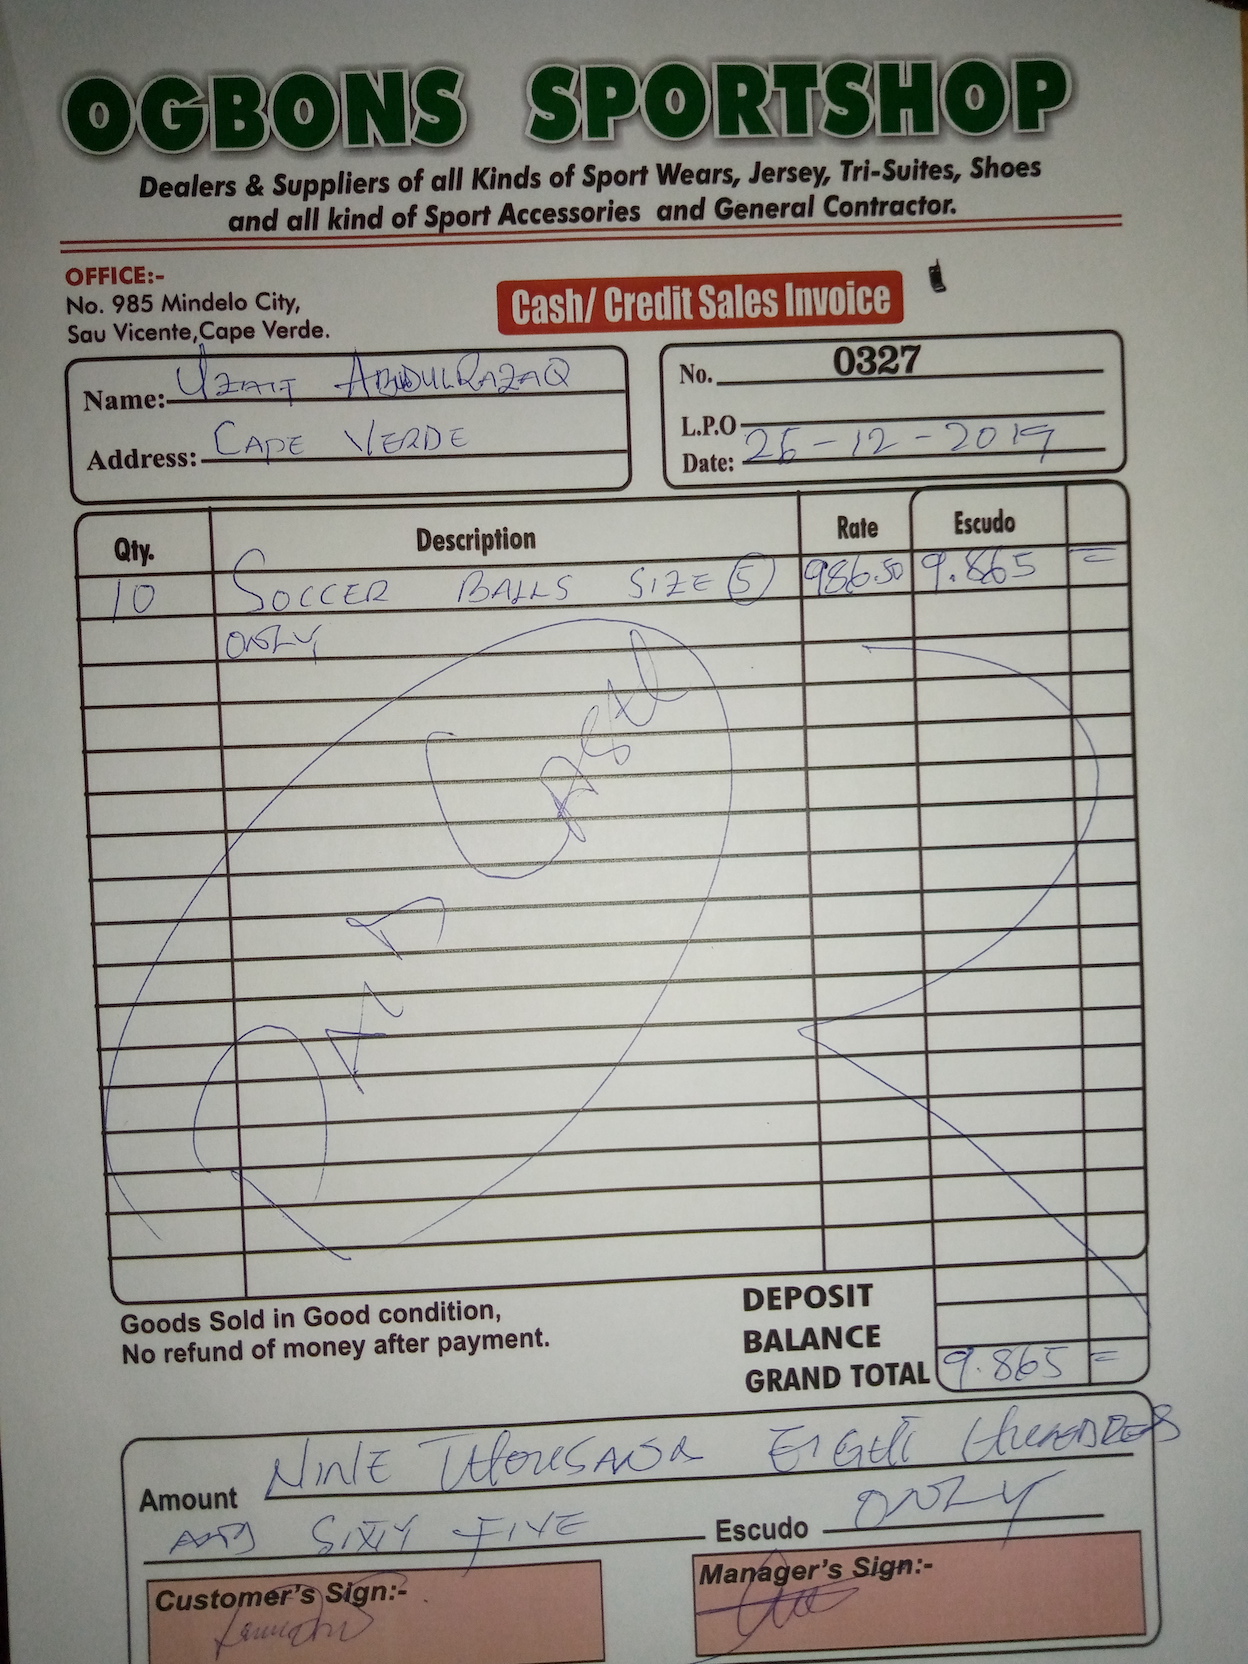 OGBONS SPORTSHOP
Dealers & Suppliers of all Kinds of Sport Wears, Jersey, Tri-Suites, Shoes
and all kind of Sport Accessories and General Contractor.
OFFICE:-
No. 985 Mindelo City,
Sau Vicente,Cape Verde.
Cash/ Credit Sales Invoice
Name: ABDULRAZAQ
Address: CAPE VERDE
No. 0327
L.P.O
Date: 26-12-2019
Qty. Description Rate Escudo
10 SOCCER BALLS SIZE 5 986.50 9.865 =
ONLY
Goods Sold in Good condition,
No refund of money after payment.
DEPOSIT
BALANCE
GRAND TOTAL 9.865 =
Amount NINE THOUSAND EIGHT HUNDRED
AND SIXTY FIVE Escudo ONLY
Customer's Sign:-
Manager's Sign:-